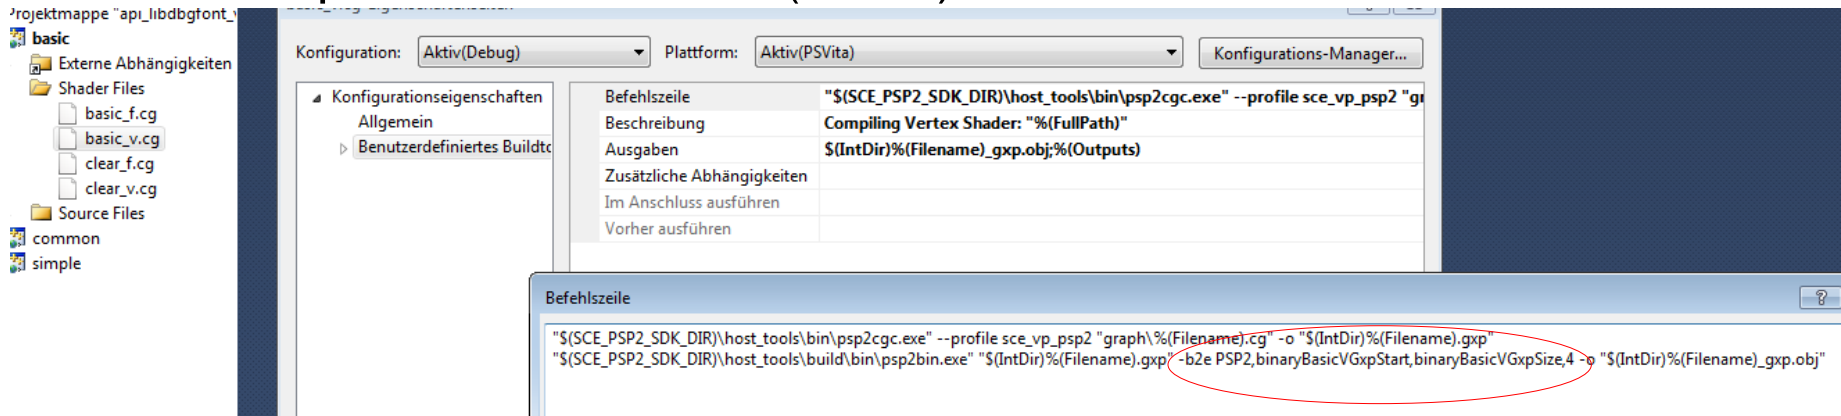 Projektmappe "api_libdbgfont_
basic
Externe Abhängigkeiten
Shader Files
basic_f.cg
basic_v.cg
clear_f.cg
clear_v.cg
Source Files
common
simple
Konfiguration: Aktiv(Debug) Plattform: Aktiv(PSVita) Konfigurations-Manager...
Konfigurationseigenschaften
Allgemein
Benutzerdefiniertes Buildto
Befehlszeile "$(SCE_PSP2_SDK_DIR)\host_tools\bin\psp2cgc.exe" --profile sce_vp_psp2 "gr
Beschreibung Compiling Vertex Shader: "%(FullPath)"
Ausgaben $(IntDir)%(Filename)_gxp.obj;%(Outputs)
Zusätzliche Abhängigkeiten
Im Anschluss ausführen
Vorher ausführen
Befehlszeile
"$(SCE_PSP2_SDK_DIR)\host_tools\bin\psp2cgc.exe" --profile sce_vp_psp2 "graph\%(Filename).cg" -o "$(IntDir)%(Filename).gxp"
"$(SCE_PSP2_SDK_DIR)\host_tools\build\bin\psp2bin.exe" "$(IntDir)%(Filename).gxp" -b2e PSP2,binaryBasicVGxpStart,binaryBasicVGxpSize,4 -o "$(IntDir)%(Filename)_gxp.obj"